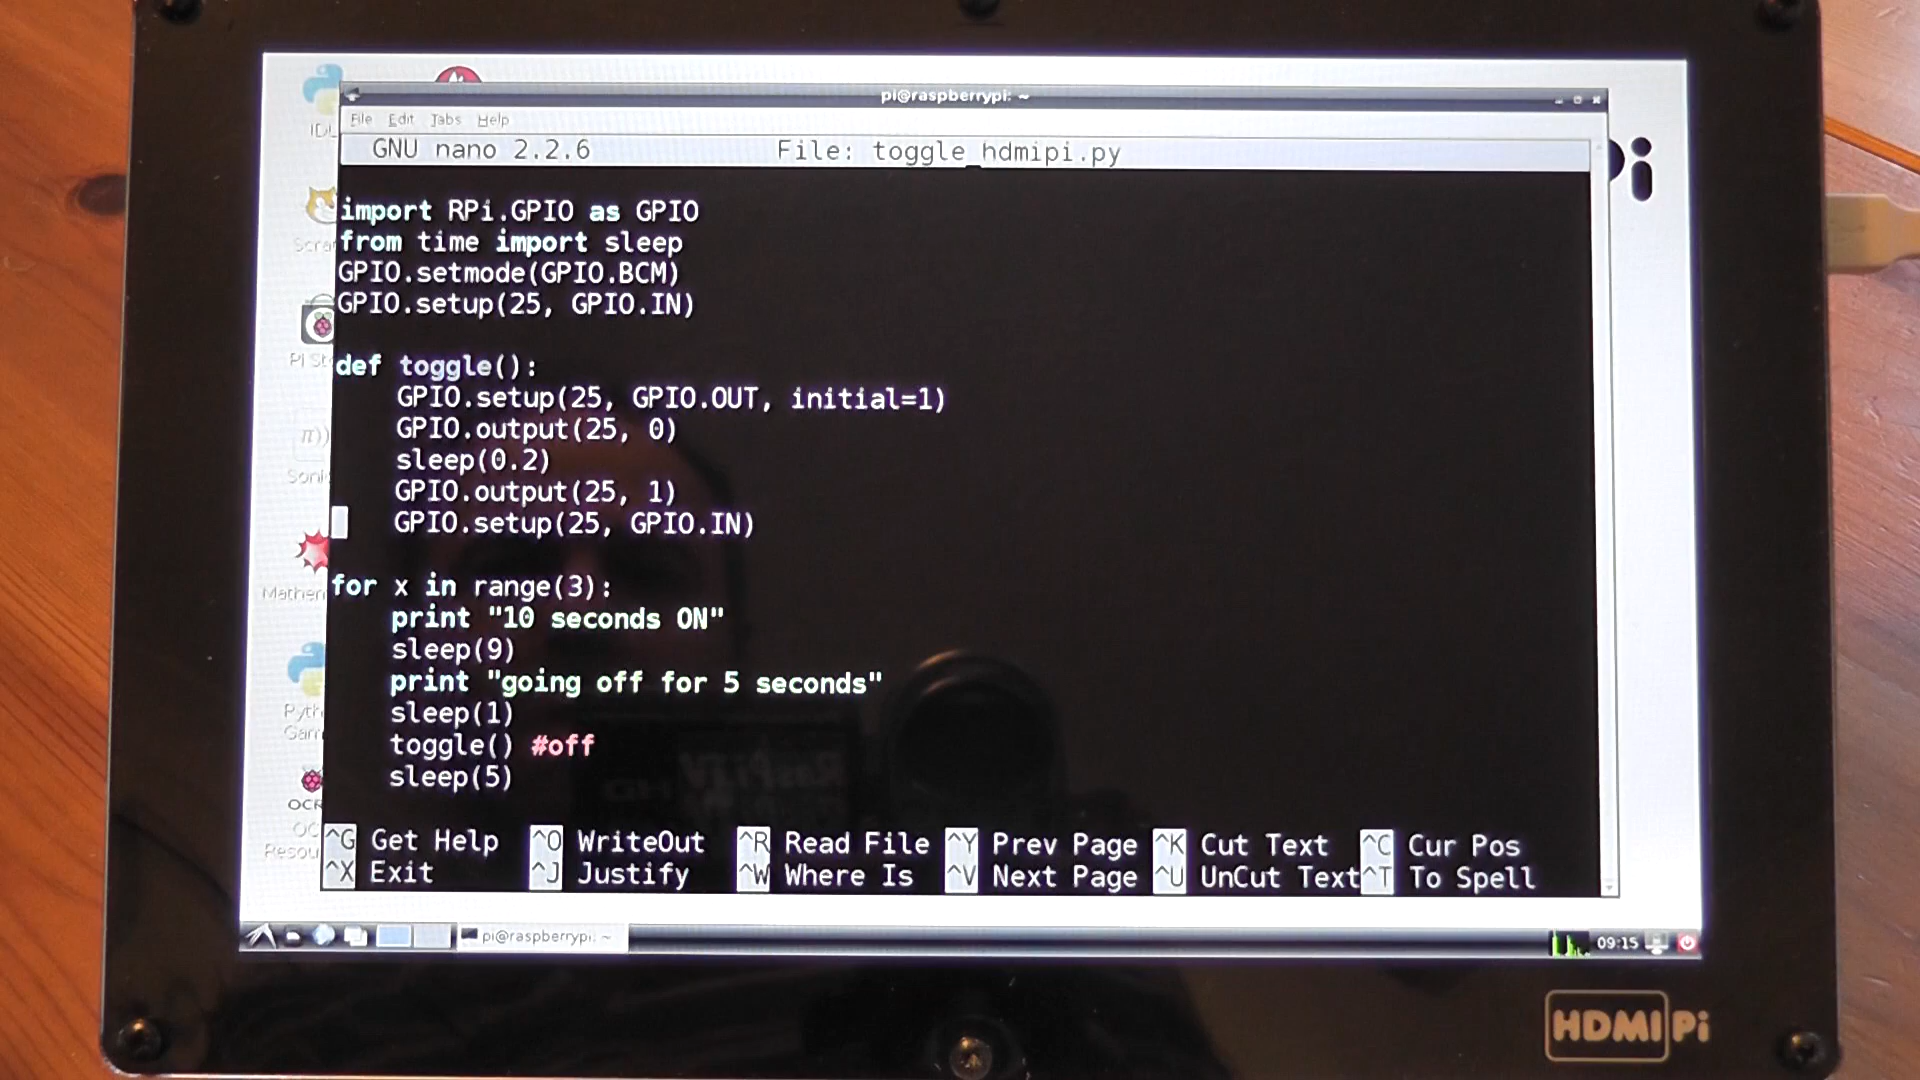 pi@raspberrypi: ~
File Edit Tabs Help
GNU nano 2.2.6 File: toggle_hdmipi.py
import RPi.GPIO as GPIO
from time import sleep
GPIO.setmode(GPIO.BCM)
GPIO.setup(25, GPIO.IN)
def toggle():
GPIO.setup(25, GPIO.OUT, initial=1)
GPIO.output(25, 0)
sleep(0.2)
GPIO.output(25, 1)
GPIO.setup(25, GPIO.IN)
for x in range(3):
print "10 seconds ON"
sleep(9)
print "going off for 5 seconds"
sleep(1)
toggle() #off
sleep(5)
^G Get Help ^O WriteOut ^R Read File ^Y Prev Page ^K Cut Text ^C Cur Pos
^X Exit ^J Justify ^W Where Is ^V Next Page ^U UnCut Text ^T To Spell
pi@raspberrypi: ~
09:15
HDMIPi